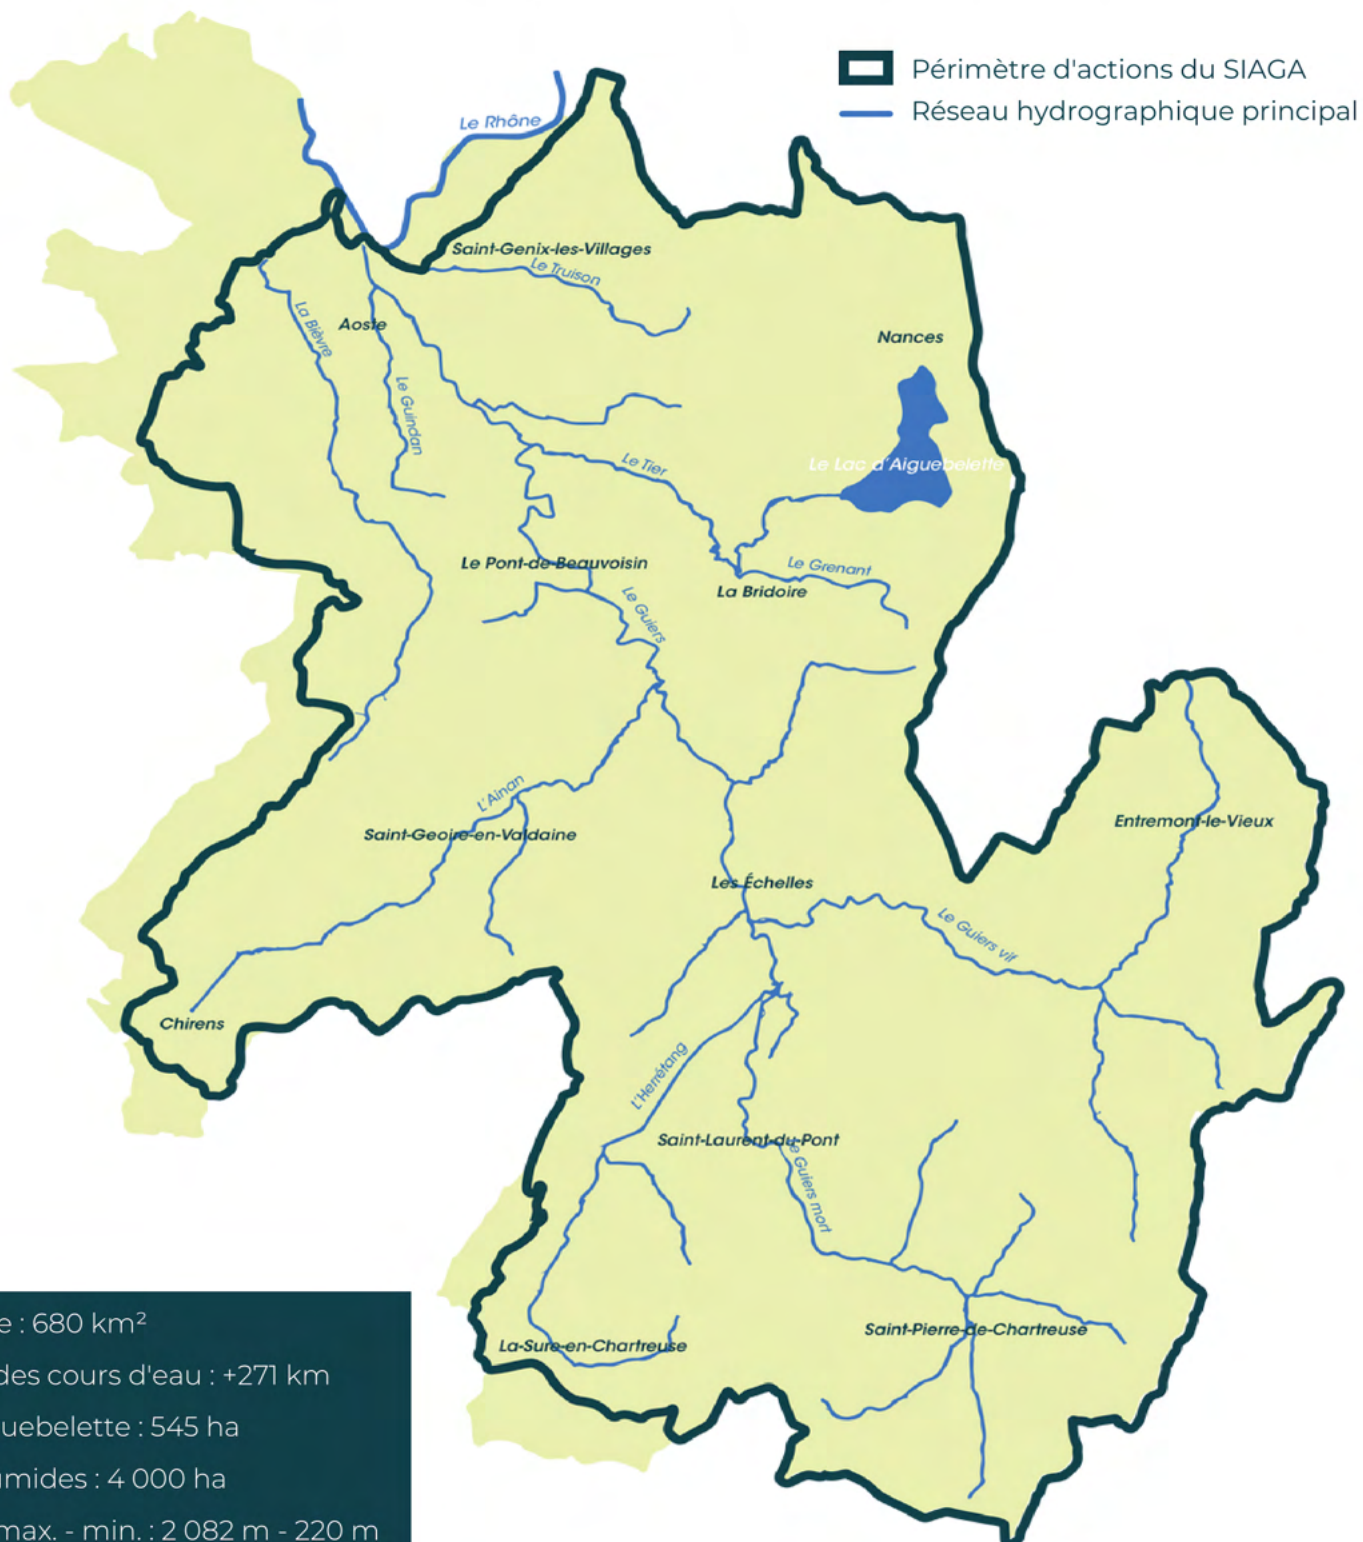 Périmètre d'actions du SIAGA
Réseau hydrographique principal
Le Rhône
Saint-Genix-les-Villages
Le Truison
La Bièvre
Aoste
Nances
Le Guindan
Le Tier
Le Lac d'Aiguebelette
Le Pont-de-Beauvoisin
Le Grenant
La Bridoire
Le Guiers
L'Ainan
Saint-Geoire-en-Valdaine
Entremont-le-Vieux
Les Échelles
Le Guiers vif
Chirens
L'Herrétang
Saint-Laurent-du-Pont
Le Guiers mort
Saint-Pierre-de-Chartreuse
La-Sure-en-Chartreuse
e : 680 km²
des cours d'eau : +271 km
guebelette : 545 ha
umides : 4 000 ha
max. - min. : 2 082 m - 220 m